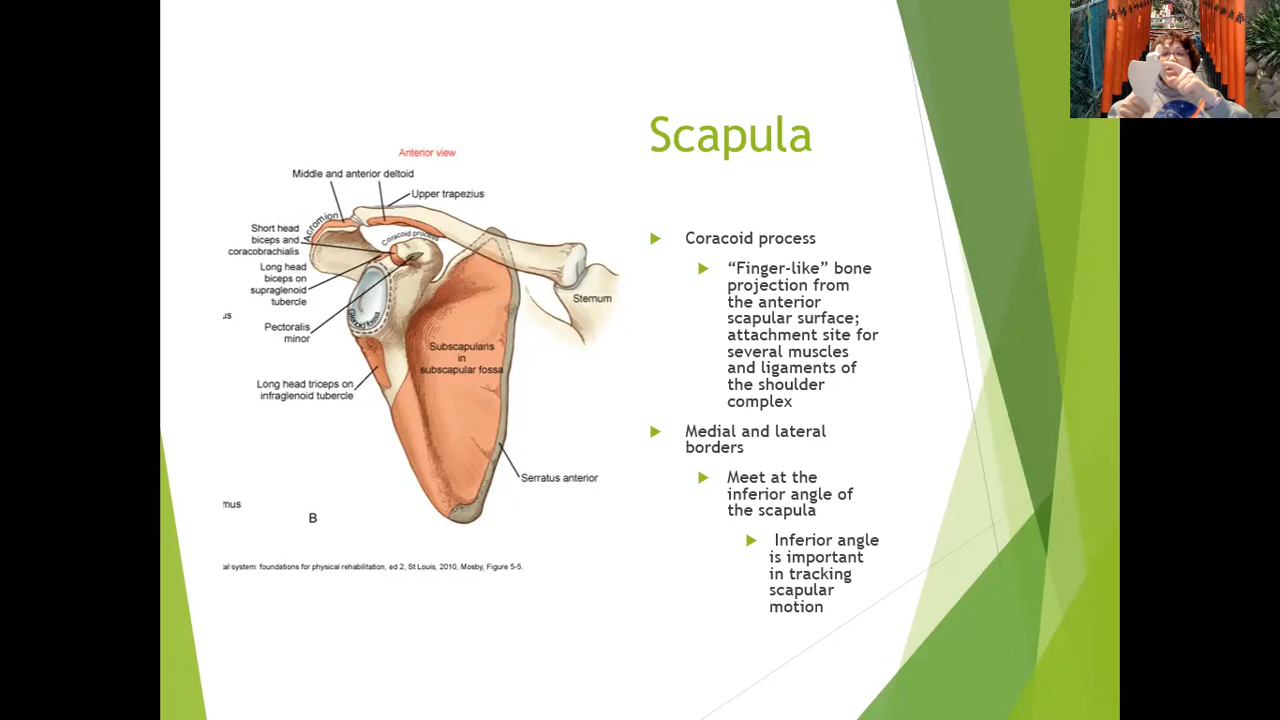 Scapula
Anterior view
Middle and anterior deltoid
Upper trapezius
Acromion
Short head
biceps and
coracobrachialis
Coracoid process
Long head
biceps on
supraglenoid
tubercle
Glenoid fossa
Sternum
us
Pectoralis
minor
Subscapularis
in
subscapular fossa
Long head triceps on
infraglenoid tubercle
Serratus anterior
mus
B
al system: foundations for physical rehabilitation, ed 2, St Louis, 2010, Mosby, Figure 5-5.
Coracoid process
“Finger-like” bone
projection from
the anterior
scapular surface;
attachment site for
several muscles
and ligaments of
the shoulder
complex
Medial and lateral
borders
Meet at the
inferior angle of
the scapula
Inferior angle
is important
in tracking
scapular
motion